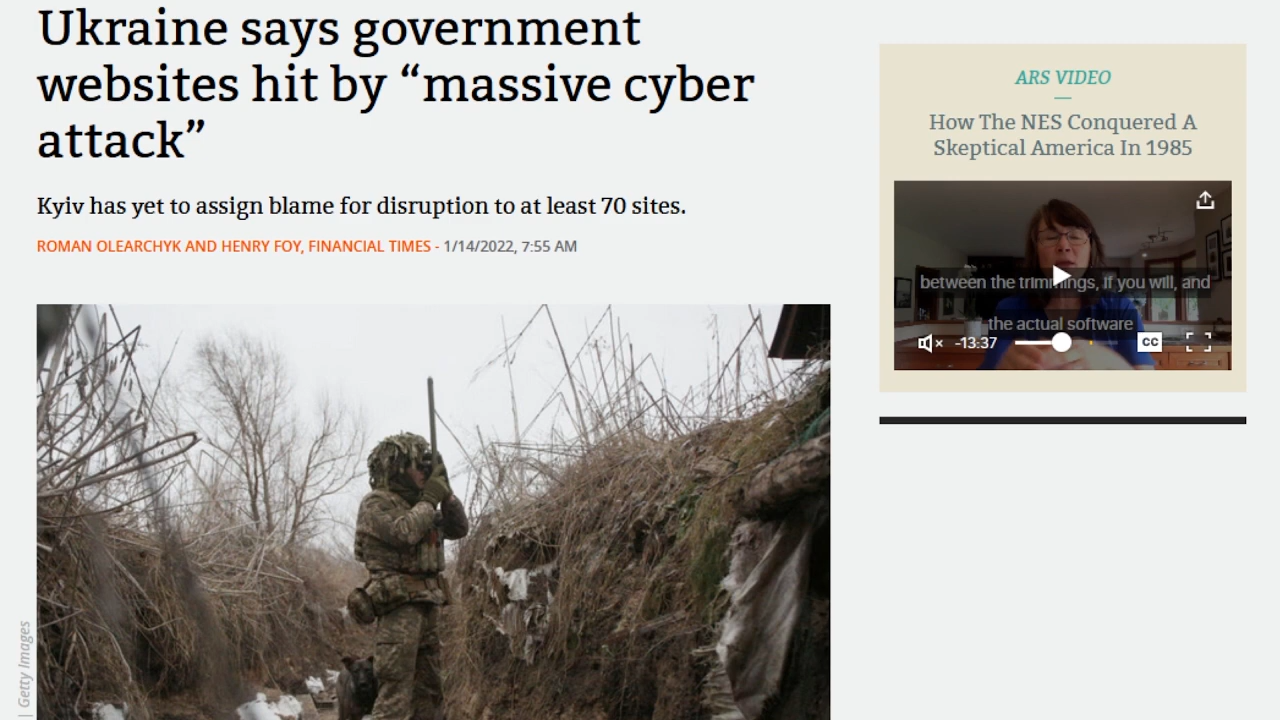 Ukraine says government
websites hit by “massive cyber
attack”
Kyiv has yet to assign blame for disruption to at least 70 sites.
ROMAN OLEARCHYK AND HENRY FOY, FINANCIAL TIMES - 1/14/2022, 7:55 AM
| Getty Images
ARS VIDEO
How The NES Conquered A
Skeptical America In 1985
between the trimmings, if you will, and
the actual software
-13:37
CC